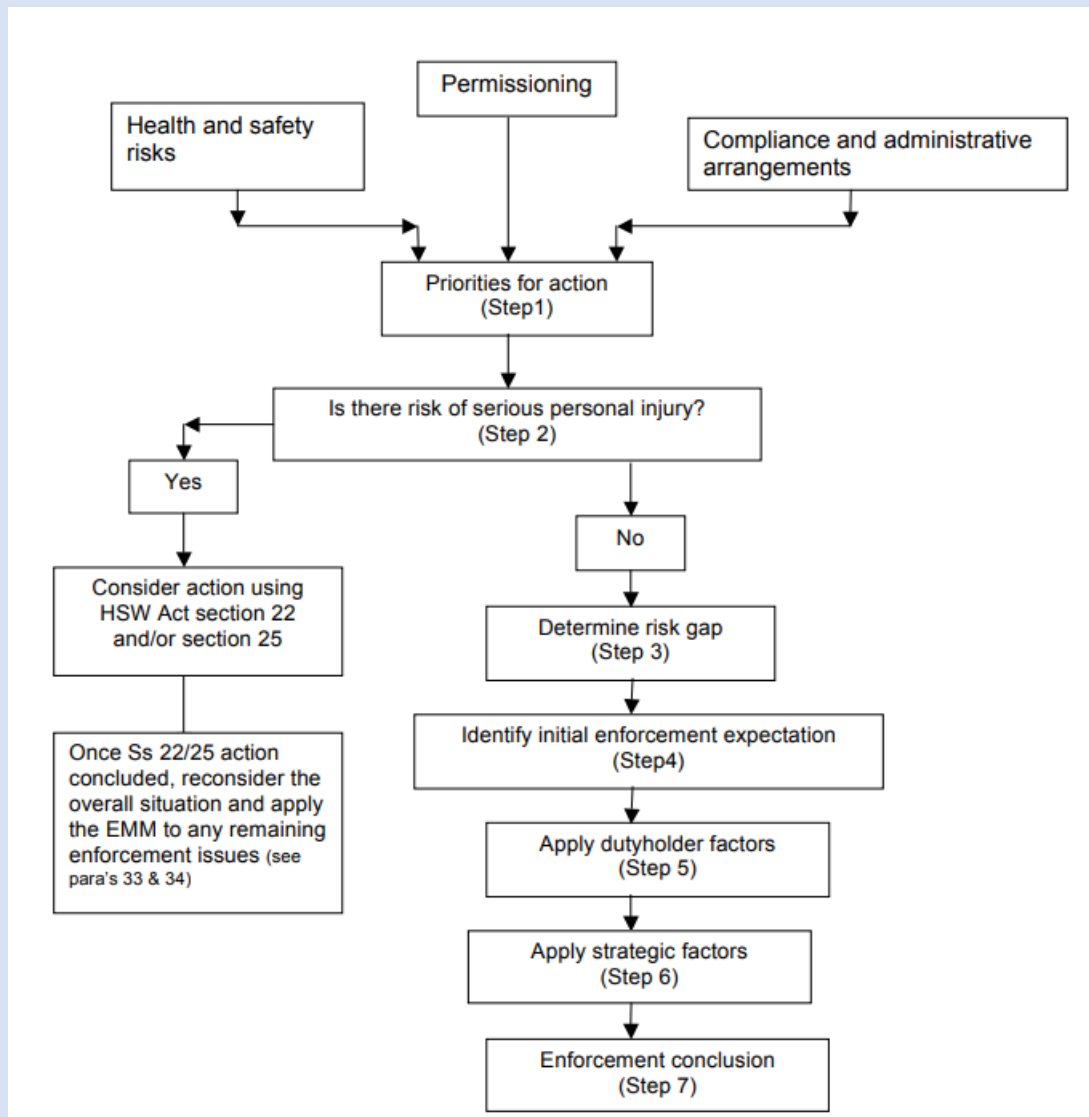 Permissioning
Health and safety
risks
Compliance and administrative
arrangements
Priorities for action
(Step1)
Is there risk of serious personal injury?
(Step 2)
Yes
No
Consider action using
HSW Act section 22
and/or section 25
Determine risk gap
(Step 3)
Identify initial enforcement expectation
(Step4)
Once Ss 22/25 action
concluded, reconsider the
overall situation and apply
the EMM to any remaining
enforcement issues (see
para's 33 & 34)
Apply dutyholder factors
(Step 5)
Apply strategic factors
(Step 6)
Enforcement conclusion
(Step 7)